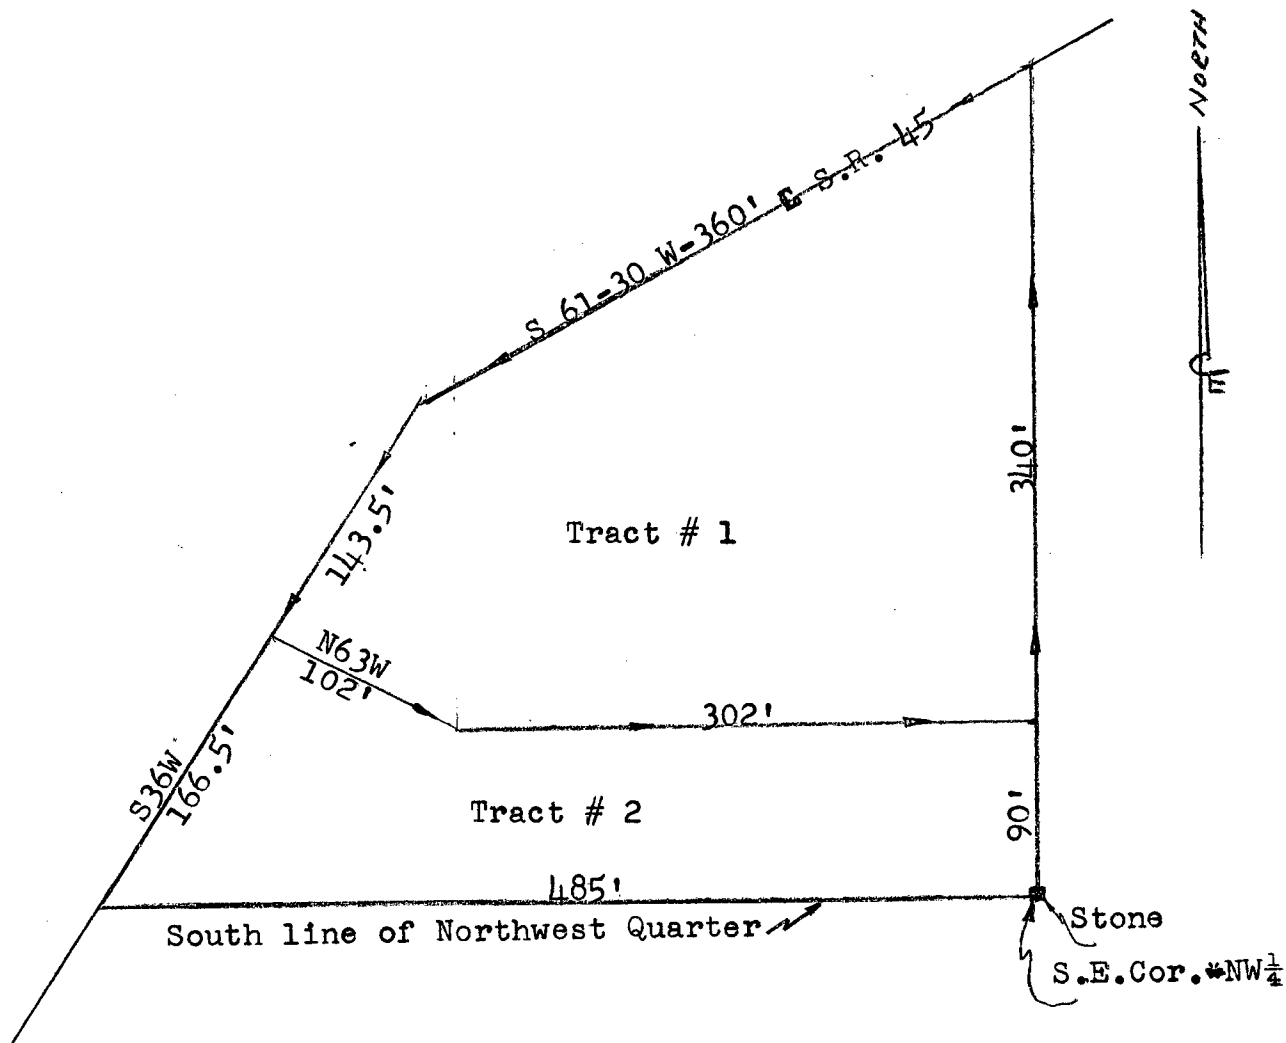 NORTH
S 61-30 W-360' ℄ S.R. 45
340'
143.5'
Tract # 1
N63W
102'
302'
S36W
166.5'
Tract # 2
90'
485'
South line of Northwest Quarter
Stone
S.E.Cor.*NW¼